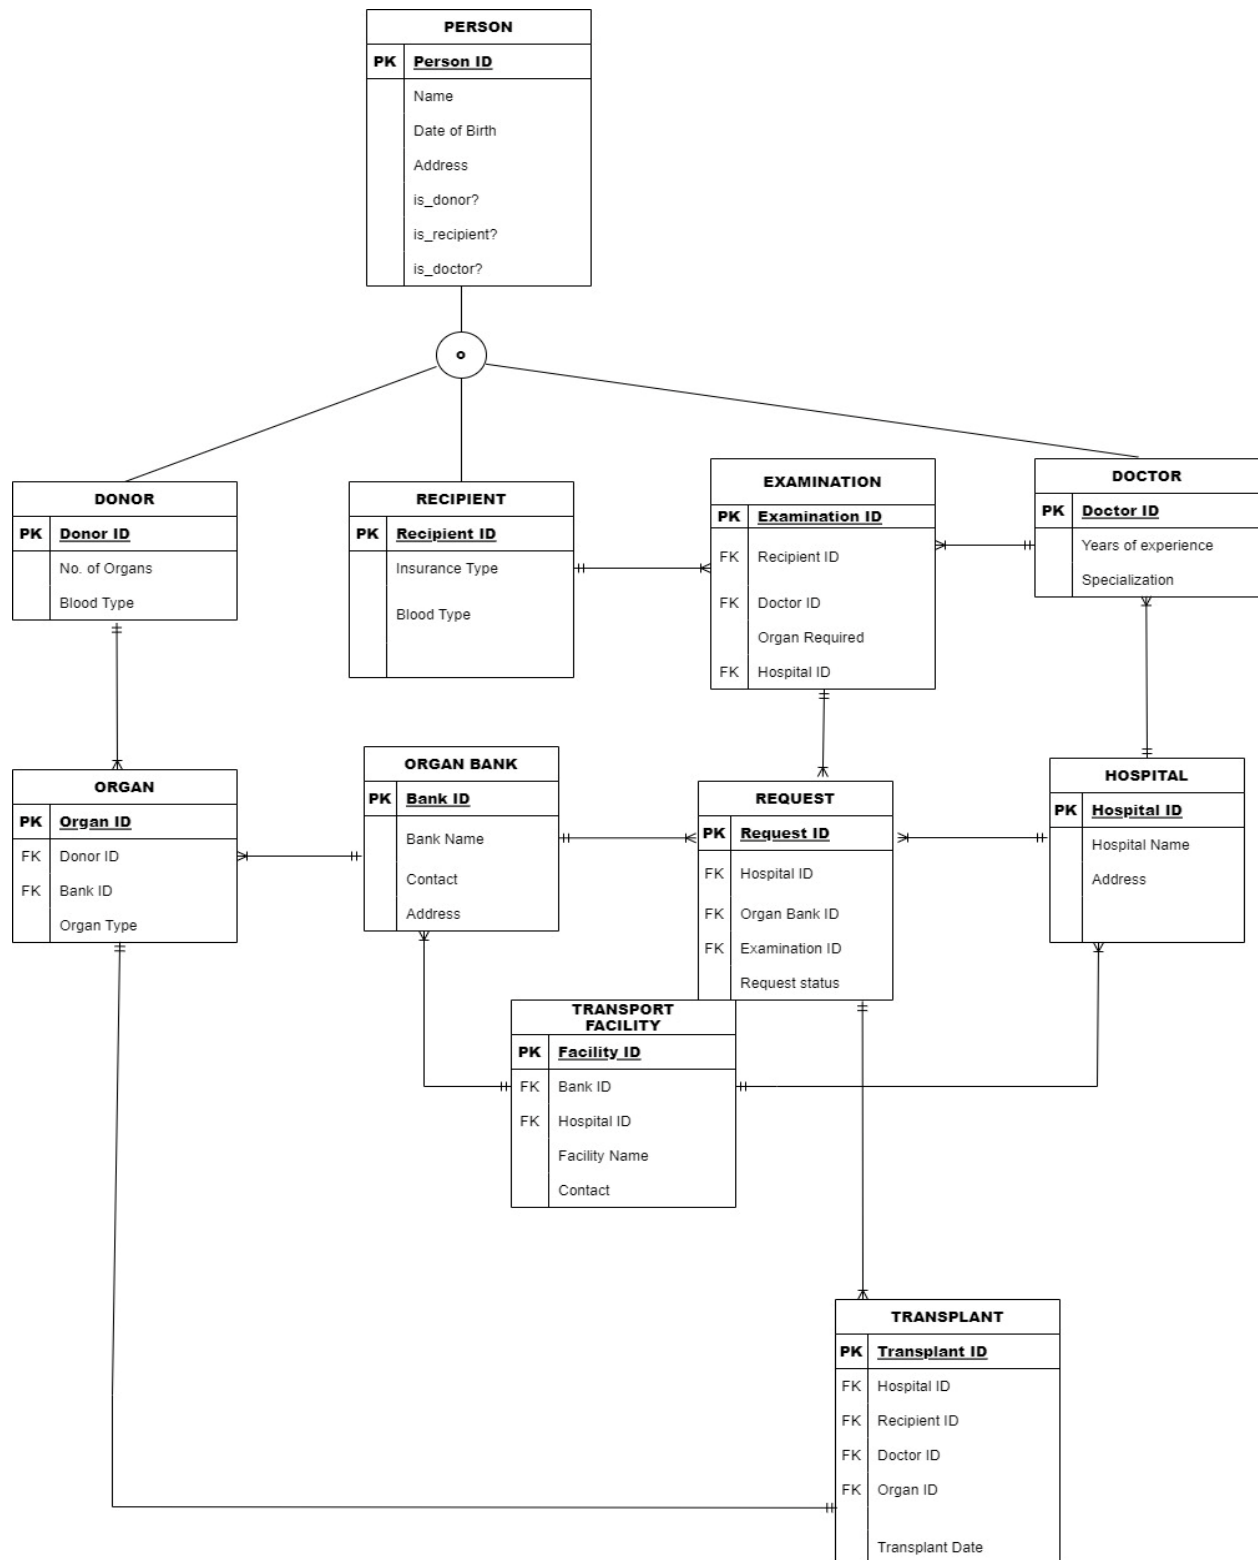 PERSON
PK Person ID
Name
Date of Birth
Address
is_donor?
is_recipient?
is_doctor?
o
DONOR
PK Donor ID
No. of Organs
Blood Type
RECIPIENT
PK Recipient ID
Insurance Type
Blood Type
EXAMINATION
PK Examination ID
FK Recipient ID
FK Doctor ID
Organ Required
FK Hospital ID
DOCTOR
PK Doctor ID
Years of experience
Specialization
ORGAN
PK Organ ID
FK Donor ID
FK Bank ID
Organ Type
ORGAN BANK
PK Bank ID
Bank Name
Contact
Address
REQUEST
PK Request ID
FK Hospital ID
FK Organ Bank ID
FK Examination ID
Request status
HOSPITAL
PK Hospital ID
Hospital Name
Address
TRANSPORT
FACILITY
PK Facility ID
FK Bank ID
FK Hospital ID
Facility Name
Contact
TRANSPLANT
PK Transplant ID
FK Hospital ID
FK Recipient ID
FK Doctor ID
FK Organ ID
Transplant Date